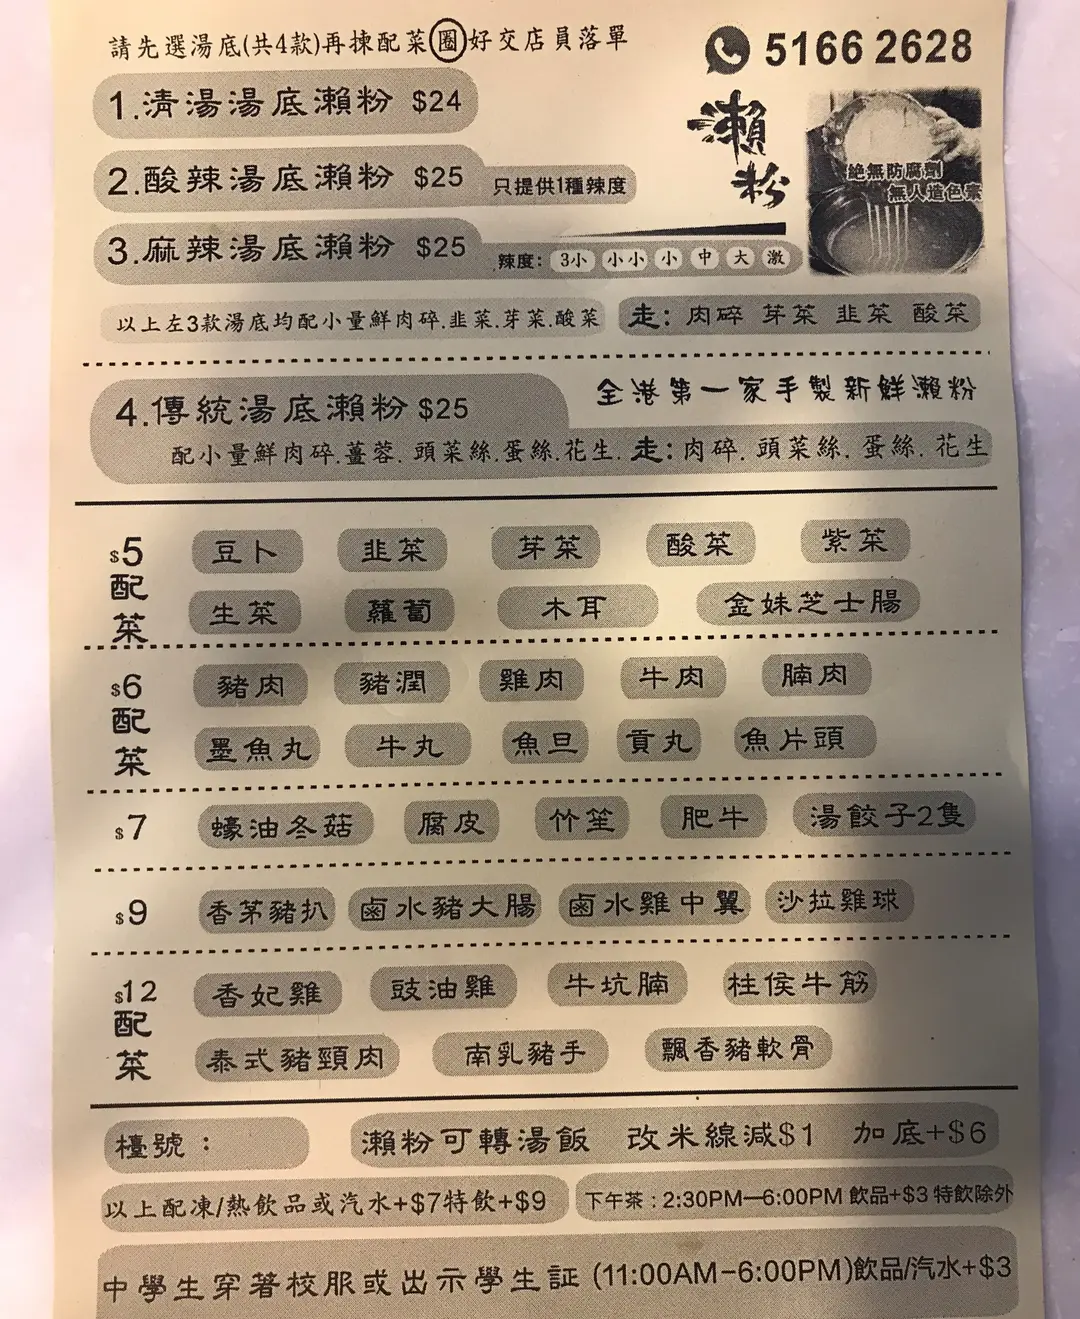 請先選湯底(共4款)再揀配菜圈好交店員落單
5166 2628
1.清湯湯底瀨粉 $24
2.酸辣湯底瀨粉 $25 只提供1種辣度
3.麻辣湯底瀨粉 $25 辣度: 3小 小小 小 中 大 激
瀨粉
絶無防腐劑
無人造色素
以上左3款湯底均配小量鮮肉碎.韭菜.芽菜.酸菜
走: 肉碎 芽菜 韭菜 酸菜
全港第一家手製新鮮瀨粉
4.傳統湯底瀨粉 $25
配小量鮮肉碎.薑蓉.頭菜絲.蛋絲.花生.
走: 肉碎. 頭菜絲. 蛋絲. 花生
$5配菜
豆卜 韭菜 芽菜 酸菜 紫菜
生菜 蘿蔔 木耳 金妹芝士腸
$6配菜
豬肉 豬潤 雞肉 牛肉 腩肉
墨魚丸 牛丸 魚旦 貢丸 魚片頭
$7 蠔油冬菇 腐皮 竹笙 肥牛 湯餃子2隻
$9 香茅豬扒 鹵水豬大腸 鹵水雞中翼 沙拉雞球
$12配菜
香妃雞 豉油雞 牛坑腩 柱侯牛筋
泰式豬頸肉 南乳豬手 飄香豬軟骨
檯號：
瀨粉可轉湯飯 改米線減$1 加底+$6
以上配凍/熱飲品或汽水+$7特飲+$9
下午茶：2:30PM—6:00PM 飲品+$3 特飲除外
中學生穿著校服或出示學生証 (11:00AM-6:00PM)飲品/汽水+$3